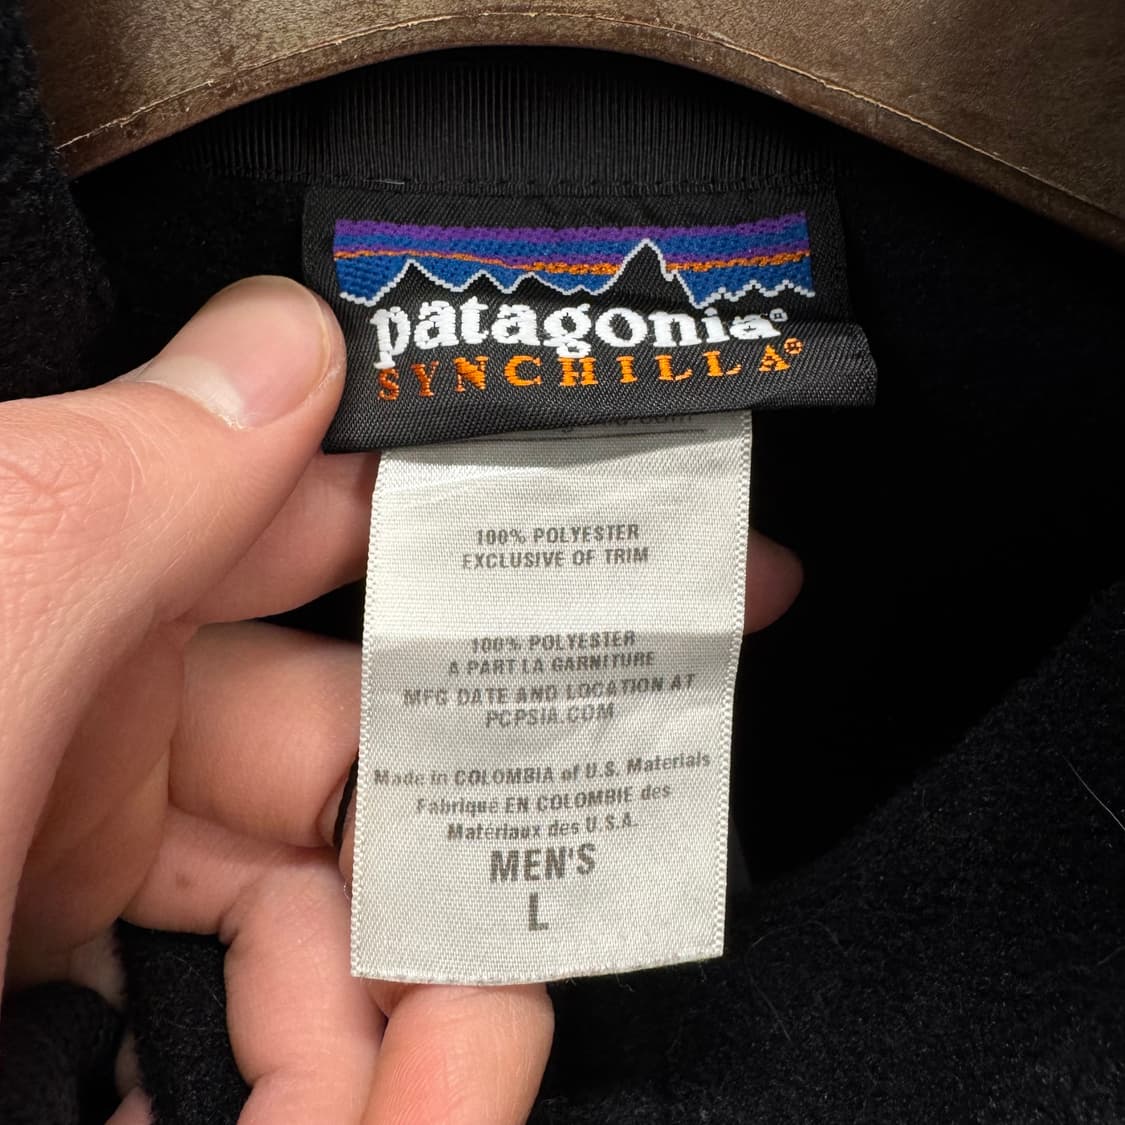 patagonia®
SYNCHILLA®
100% POLYESTER
EXCLUSIVE OF TRIM
100% POLYESTER
A PART LA GARNITURE
MFG DATE AND LOCATION AT
PCPSIA.COM
Made in COLOMBIA of U.S. Materials
Fabriqué EN COLOMBIE des
Matériaux des U.S.A.
MEN'S
L